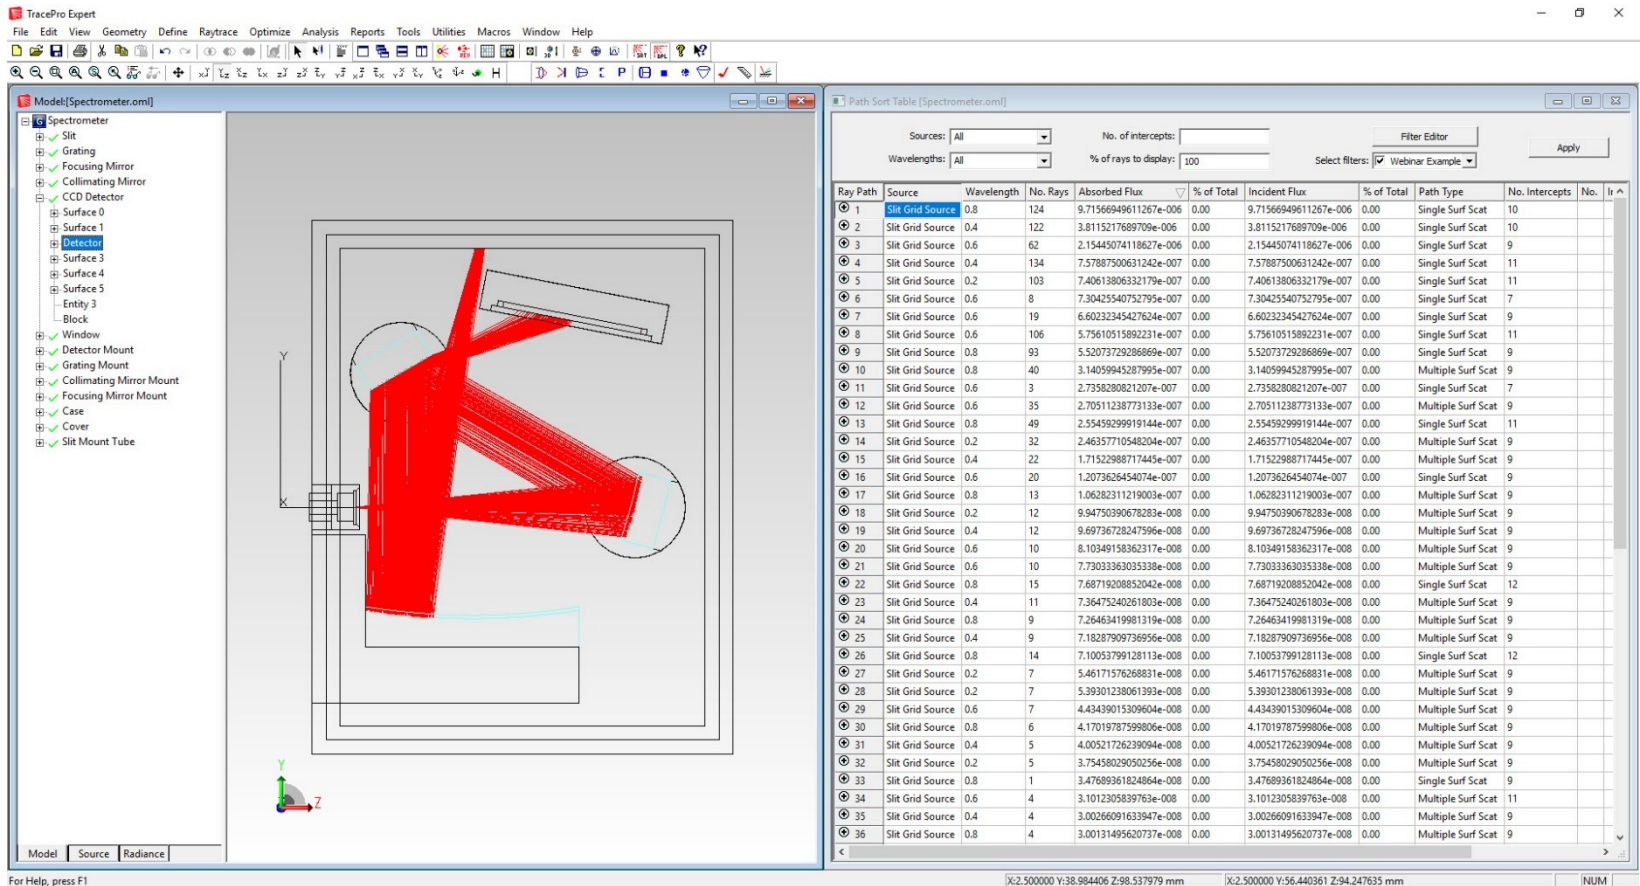 TracePro Expert
File Edit View Geometry Define Raytrace Optimize Analysis Reports Tools Utilities Macros Window Help
Model:[Spectrometer.oml]
Spectrometer
Slit
Grating
Focusing Mirror
Collimating Mirror
CCD Detector
Surface 0
Surface 1
Detector
Surface 3
Surface 4
Surface 5
Entity 3
Block
Window
Detector Mount
Grating Mount
Collimating Mirror Mount
Focusing Mirror Mount
Case
Cover
Slit Mount Tube
Y
X
Y
Z
Model Source Radiance
Path Sort Table [Spectrometer.oml]
Sources: All No. of intercepts: Filter Editor
Apply
Wavelengths: All % of rays to display: 100 Select filters: Webinar Example
Ray Path Source Wavelength No. Rays Absorbed Flux % of Total Incident Flux % of Total Path Type No. Intercepts No.
1 Slit Grid Source 0.8 124 9.71566949611267e-006 0.00 9.71566949611267e-006 0.00 Single Surf Scat 10
2 Slit Grid Source 0.4 122 3.8115217689709e-006 0.00 3.8115217689709e-006 0.00 Single Surf Scat 10
3 Slit Grid Source 0.6 62 2.15445074118627e-006 0.00 2.15445074118627e-006 0.00 Single Surf Scat 9
4 Slit Grid Source 0.4 134 7.57887500631242e-007 0.00 7.57887500631242e-007 0.00 Single Surf Scat 11
5 Slit Grid Source 0.2 103 7.40613806332179e-007 0.00 7.40613806332179e-007 0.00 Single Surf Scat 11
6 Slit Grid Source 0.6 8 7.30425540752795e-007 0.00 7.30425540752795e-007 0.00 Single Surf Scat 7
7 Slit Grid Source 0.6 19 6.60232345427624e-007 0.00 6.60232345427624e-007 0.00 Single Surf Scat 9
8 Slit Grid Source 0.6 106 5.75610515892231e-007 0.00 5.75610515892231e-007 0.00 Single Surf Scat 11
9 Slit Grid Source 0.8 93 5.52073729286869e-007 0.00 5.52073729286869e-007 0.00 Single Surf Scat 9
10 Slit Grid Source 0.8 40 3.14059945287995e-007 0.00 3.14059945287995e-007 0.00 Multiple Surf Scat 9
11 Slit Grid Source 0.6 3 2.7358280821207e-007 0.00 2.7358280821207e-007 0.00 Single Surf Scat 7
12 Slit Grid Source 0.6 35 2.70511238773133e-007 0.00 2.70511238773133e-007 0.00 Multiple Surf Scat 9
13 Slit Grid Source 0.8 49 2.55459299919144e-007 0.00 2.55459299919144e-007 0.00 Single Surf Scat 11
14 Slit Grid Source 0.2 32 2.46357710548204e-007 0.00 2.46357710548204e-007 0.00 Multiple Surf Scat 9
15 Slit Grid Source 0.4 22 1.71522988717445e-007 0.00 1.71522988717445e-007 0.00 Multiple Surf Scat 9
16 Slit Grid Source 0.6 20 1.2073626454074e-007 0.00 1.2073626454074e-007 0.00 Single Surf Scat 9
17 Slit Grid Source 0.8 13 1.06282311219003e-007 0.00 1.06282311219003e-007 0.00 Multiple Surf Scat 9
18 Slit Grid Source 0.2 12 9.94750390678283e-008 0.00 9.94750390678283e-008 0.00 Multiple Surf Scat 9
19 Slit Grid Source 0.4 12 9.69736728247596e-008 0.00 9.69736728247596e-008 0.00 Multiple Surf Scat 9
20 Slit Grid Source 0.6 10 8.10349158362317e-008 0.00 8.10349158362317e-008 0.00 Multiple Surf Scat 9
21 Slit Grid Source 0.6 10 7.73033363035338e-008 0.00 7.73033363035338e-008 0.00 Multiple Surf Scat 9
22 Slit Grid Source 0.8 15 7.68719208852042e-008 0.00 7.68719208852042e-008 0.00 Single Surf Scat 12
23 Slit Grid Source 0.4 11 7.36475240261803e-008 0.00 7.36475240261803e-008 0.00 Multiple Surf Scat 9
24 Slit Grid Source 0.8 9 7.26463419981319e-008 0.00 7.26463419981319e-008 0.00 Multiple Surf Scat 9
25 Slit Grid Source 0.4 9 7.18287909736956e-008 0.00 7.18287909736956e-008 0.00 Multiple Surf Scat 9
26 Slit Grid Source 0.8 14 7.10053799128113e-008 0.00 7.10053799128113e-008 0.00 Single Surf Scat 12
27 Slit Grid Source 0.2 7 5.46171576268831e-008 0.00 5.46171576268831e-008 0.00 Multiple Surf Scat 9
28 Slit Grid Source 0.2 7 5.39301238061393e-008 0.00 5.39301238061393e-008 0.00 Multiple Surf Scat 9
29 Slit Grid Source 0.6 7 4.43439015309604e-008 0.00 4.43439015309604e-008 0.00 Multiple Surf Scat 9
30 Slit Grid Source 0.8 6 4.17019787599806e-008 0.00 4.17019787599806e-008 0.00 Multiple Surf Scat 9
31 Slit Grid Source 0.4 5 4.00521726239094e-008 0.00 4.00521726239094e-008 0.00 Multiple Surf Scat 9
32 Slit Grid Source 0.2 5 3.75458029050256e-008 0.00 3.75458029050256e-008 0.00 Multiple Surf Scat 9
33 Slit Grid Source 0.8 1 3.47689361824864e-008 0.00 3.47689361824864e-008 0.00 Single Surf Scat 9
34 Slit Grid Source 0.6 4 3.1012305839763e-008 0.00 3.1012305839763e-008 0.00 Multiple Surf Scat 11
35 Slit Grid Source 0.4 4 3.00266091633947e-008 0.00 3.00266091633947e-008 0.00 Multiple Surf Scat 9
36 Slit Grid Source 0.8 4 3.00131495620737e-008 0.00 3.00131495620737e-008 0.00 Multiple Surf Scat 9
For Help, press F1 X:2.500000 Y:38.984406 Z:98.537979 mm X:2.500000 Y:56.440361 Z:94.247635 mm NUM